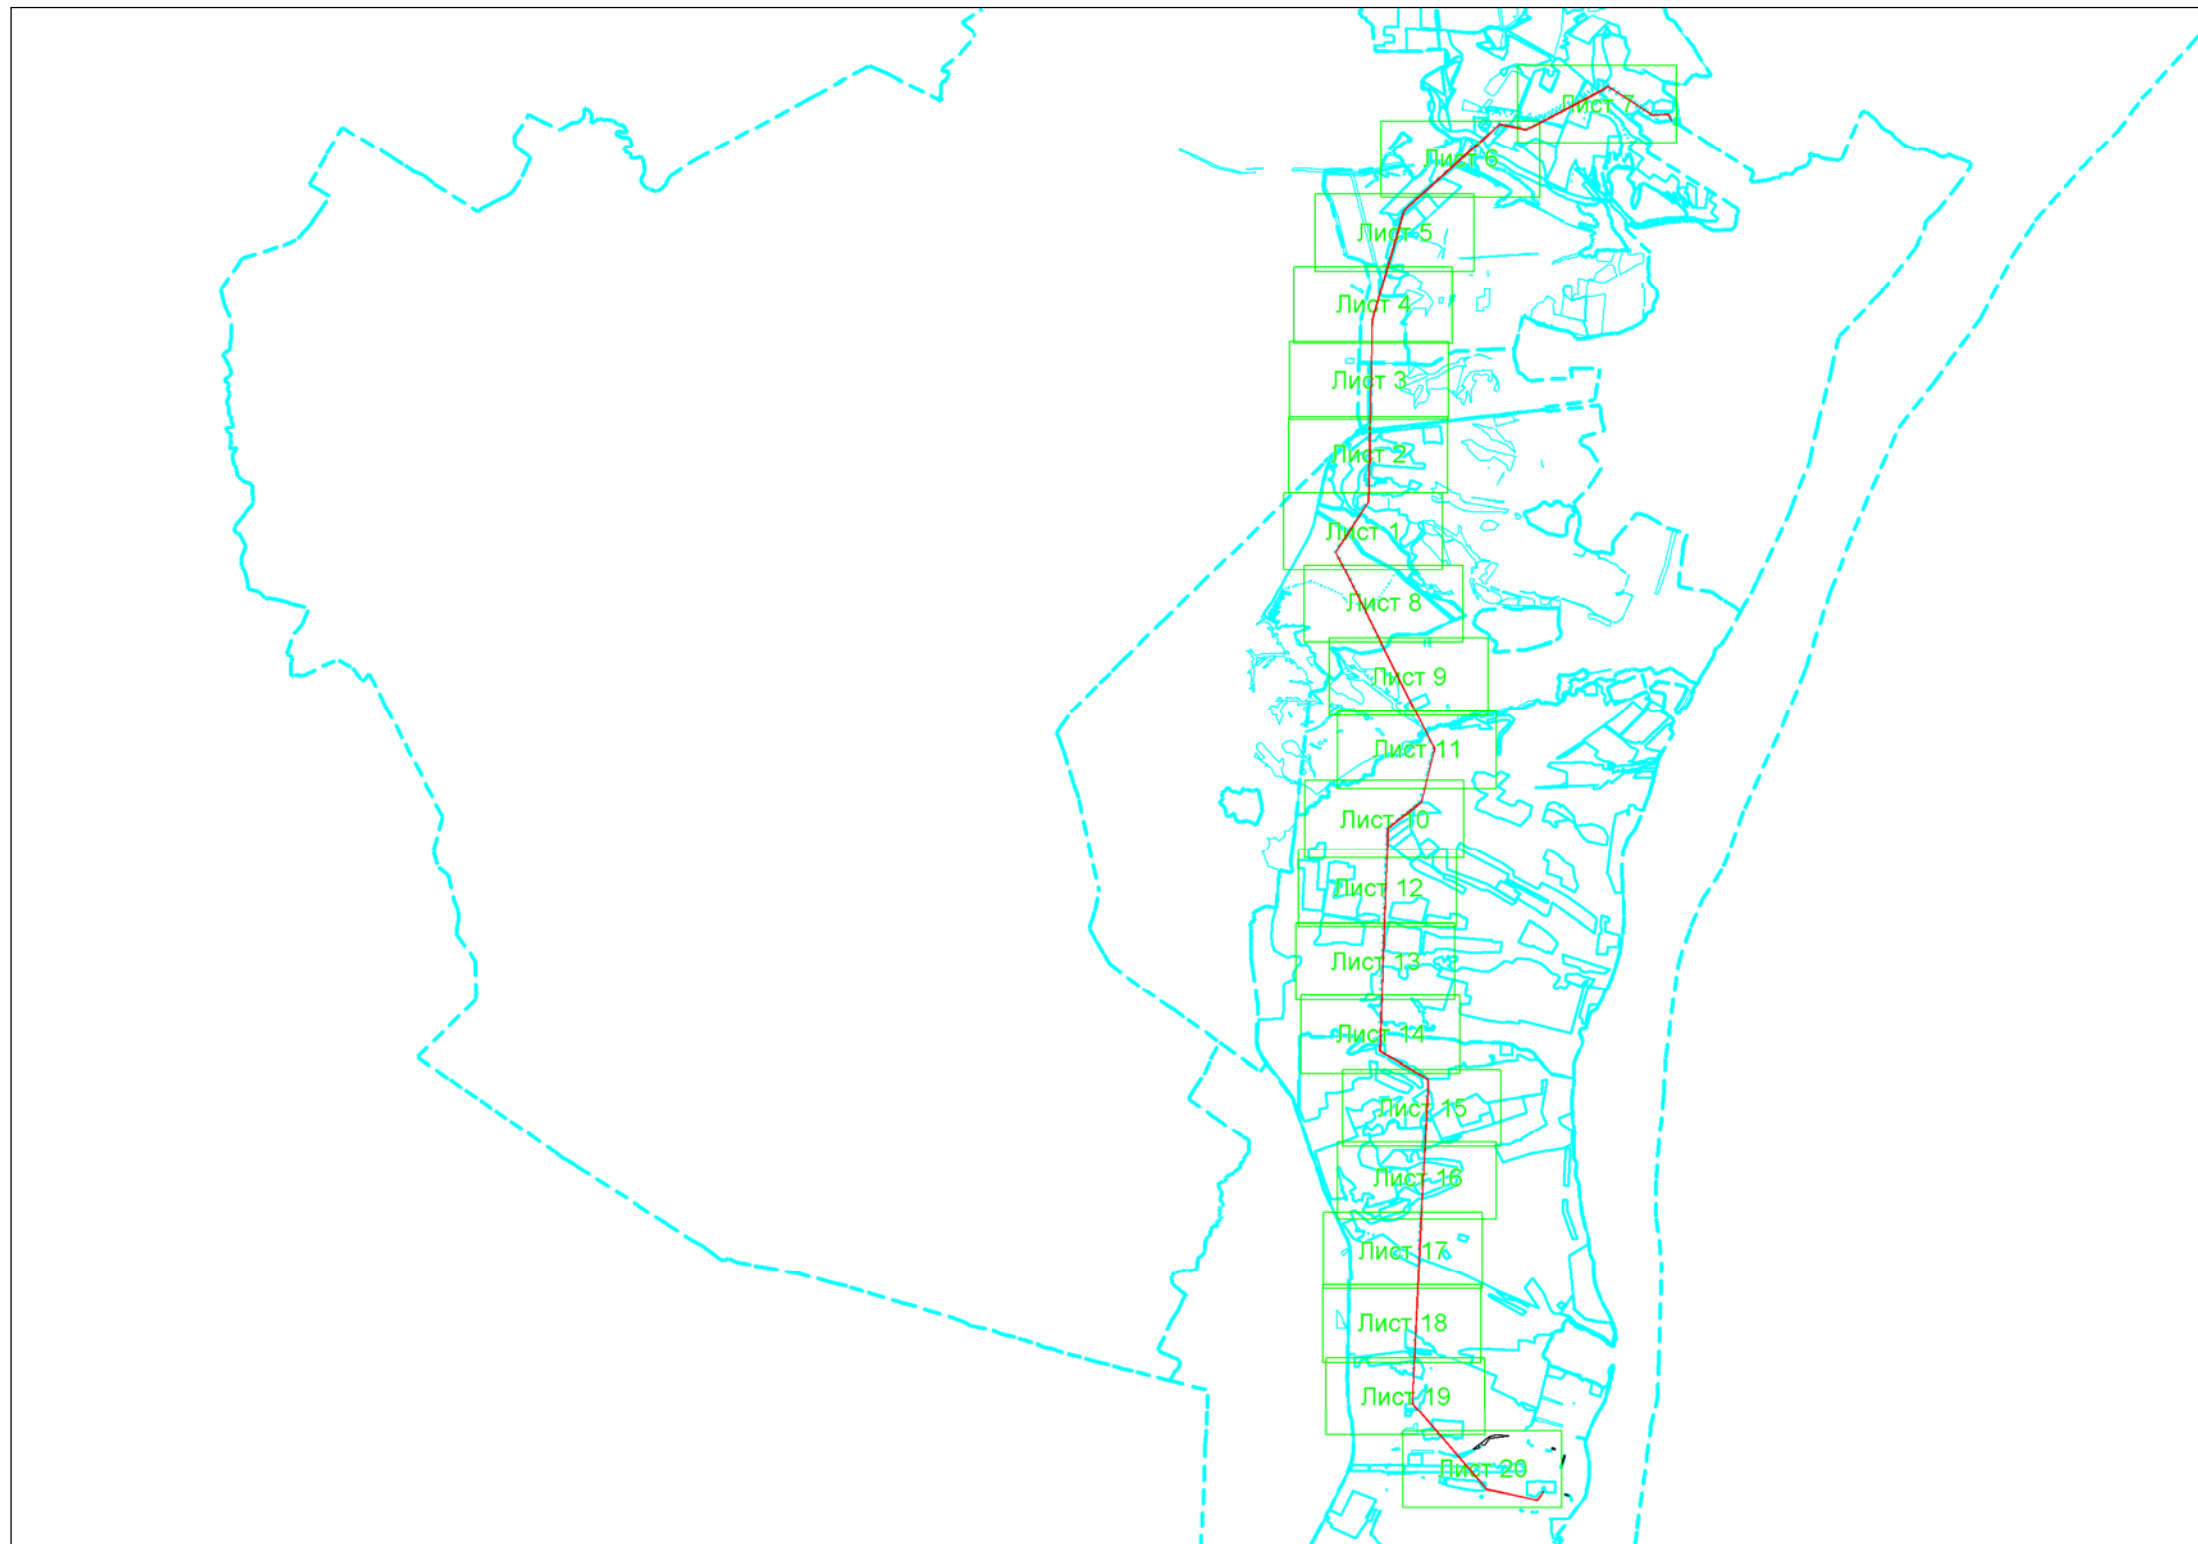 Лист 7
Лист 6
Лист 5
Лист 4
Лист 3
Лист 2
Лист 1
Лист 8
Лист 9
Лист 11
Лист 10
Лист 12
Лист 13
Лист 14
Лист 15
Лист 16
Лист 17
Лист 18
Лист 19
Лист 20